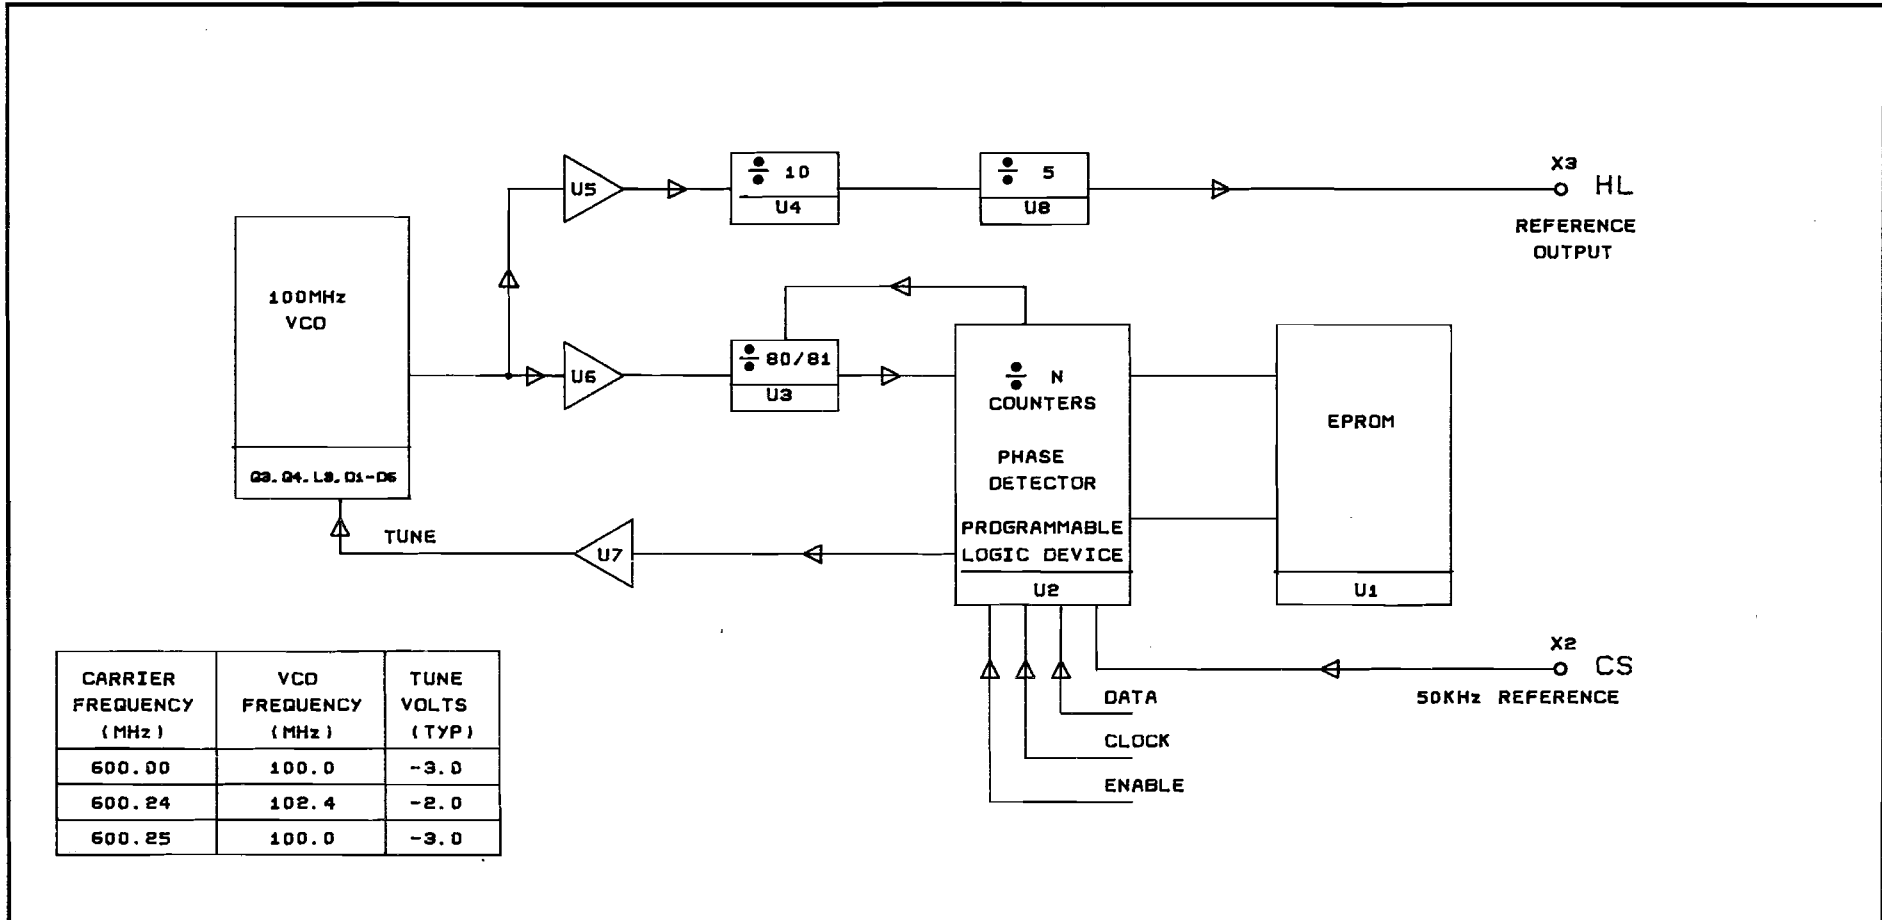 U5
÷ 10
U4
÷ 5
U8
X3
HL
REFERENCE
OUTPUT
100MHz
VCO
Q3, Q4, L3, D1-D6
U6
÷ 80/81
U3
÷ N
COUNTERS
PHASE
DETECTOR
PROGRAMMABLE
LOGIC DEVICE
U2
EPROM
U1
TUNE
U7
X2
CS
50KHz REFERENCE
DATA
CLOCK
ENABLE
CARRIER FREQUENCY (MHz) VCO FREQUENCY (MHz) TUNE VOLTS (TYP)
600.00 100.0 -3.0
600.24 102.4 -2.0
600.25 100.0 -3.0